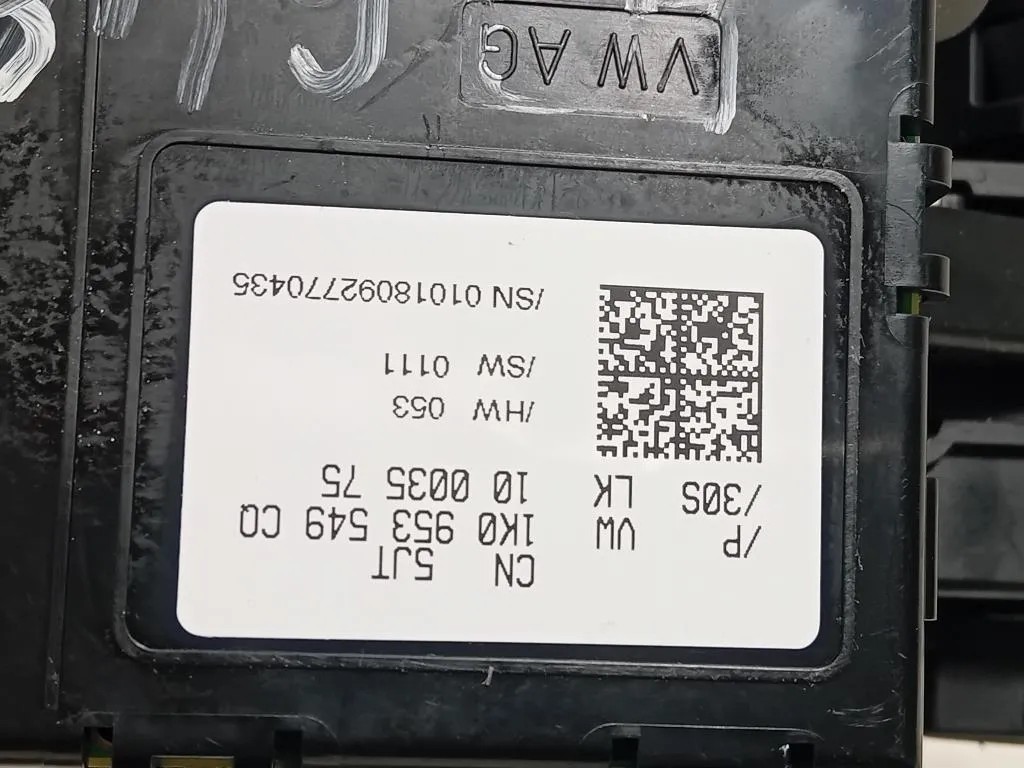 CN 5JT
/P VW 1K0 953 549 CQ
/30S LK 10 0035 75
/HW 053
/SW 0111
/SN 01018092770435
VW AG